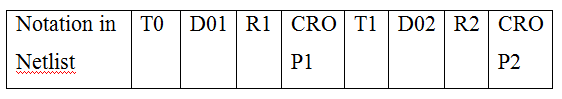 Notation in T0 D01 R1 CRO T1 D02 R2 CRO
Netlist P1 P2